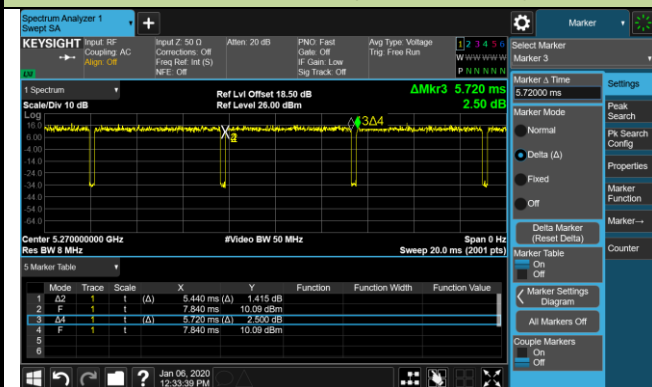 Spectrum Analyzer 1
Swept SA
Marker
KEYSIGHT Input: RF Input Z: 50 Ω Atten: 20 dB PNO: Fast Avg Type: Voltage 1 2 3 4 5 6
Coupling: AC Corrections: Off Gate: Off Trig: Free Run W W W W W W
Align: Off Freq Ref: Int (S) IF Gain: Low P N N N N N
NFE: Off Sig Track: Off
Select Marker
Marker 3
1 Spectrum Ref Lvl Offset 18.50 dB ΔMkr3 5.720 ms
Scale/Div 10 dB Ref Level 26.00 dBm 2.50 dB
Log
16.0
6.00
-4.00
-14.0
-24.0
-34.0
-44.0
-54.0
-64.0
3Δ4
Center 5.270000000 GHz #Video BW 50 MHz Span 0 Hz
Res BW 8 MHz Sweep 20.0 ms (2001 pts)
Marker Δ Time
5.72000 ms
Marker Mode
Normal
Delta (Δ)
Fixed
Off
Delta Marker
(Reset Delta)
Marker Table
On
Off
Marker Settings
Diagram
All Markers Off
Couple Markers
On
Off
Settings
Peak
Search
Pk Search
Config
Properties
Marker
Function
Marker→
Counter
5 Marker Table
Mode Trace Scale X Y Function Function Width Function Value
1 Δ2 1 t (Δ) 5.440 ms (Δ) 1.415 dB
2 F 1 t 7.840 ms 10.09 dBm
3 Δ4 1 t (Δ) 5.720 ms (Δ) 2.500 dB
4 F 1 t 7.840 ms 10.09 dBm
5
6
Jan 06, 2020
12:33:39 PM